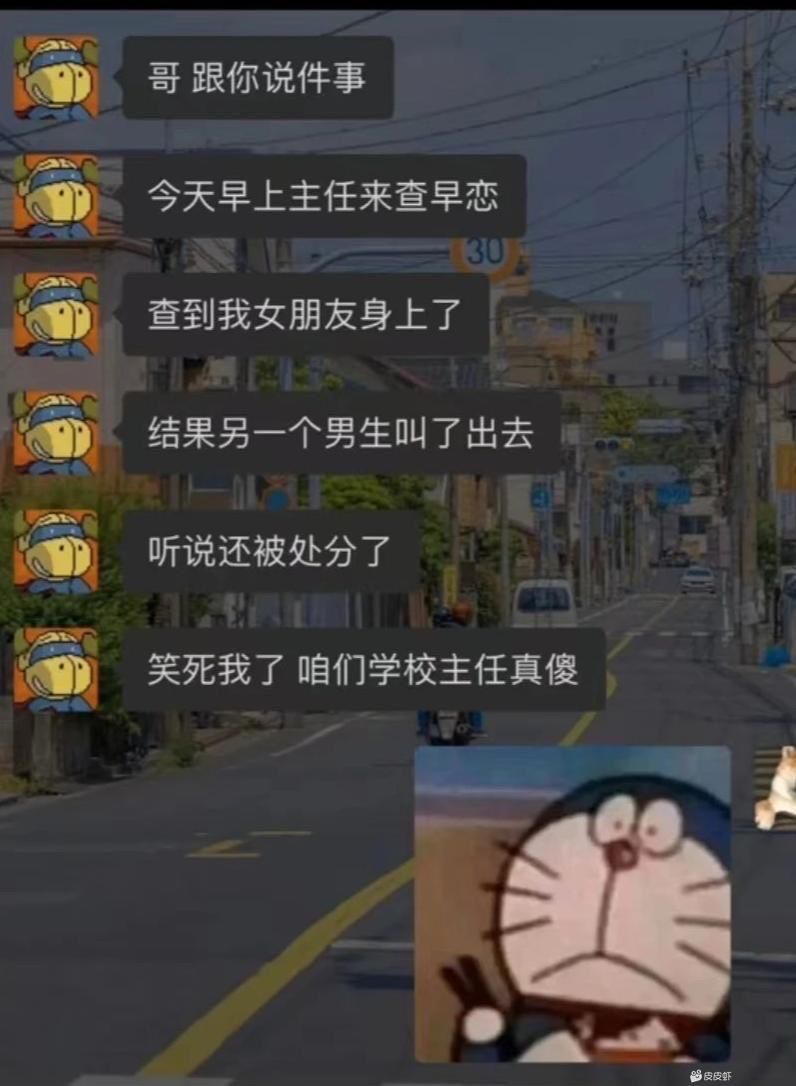 哥 跟你说件事
今天早上主任来查早恋
30
查到我女朋友身上了
结果另一个男生叫了出去
听说还被处分了
笑死我了 咱们学校主任真傻
皮皮虾